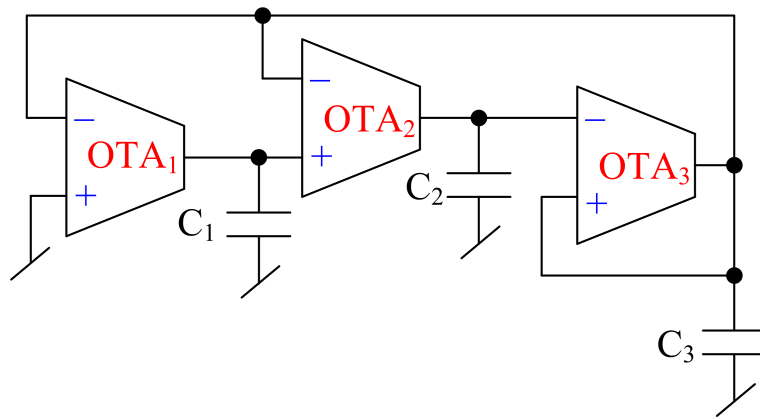 −
OTA₁
+
C₁
−
OTA₂
+
C₂
−
OTA₃
+
C₃